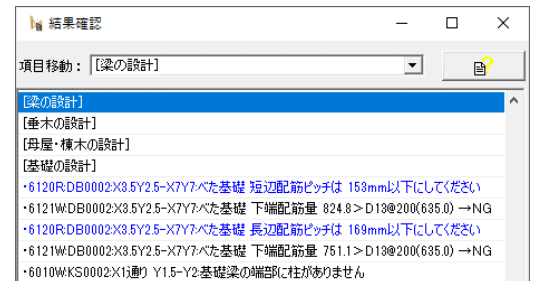 結果確認
項目移動： [梁の設計]
[梁の設計]
[垂木の設計]
[母屋・棟木の設計]
[基礎の設計]
・6120R:DB0002:X3.5Y2.5-X7Y7:べた基礎 短辺配筋ピッチは 153mm以下にしてください
・6121W:DB0002:X3.5Y2.5-X7Y7:べた基礎 下端配筋量 824.8＞D13@200(635.0) →NG
・6120R:DB0002:X3.5Y2.5-X7Y7:べた基礎 長辺配筋ピッチは 169mm以下にしてください
・6121W:DB0002:X3.5Y2.5-X7Y7:べた基礎 下端配筋量 751.1＞D13@200(635.0) →NG
・6010W:KS0002:X1通り Y1.5-Y2:基礎梁の端部に柱がありません